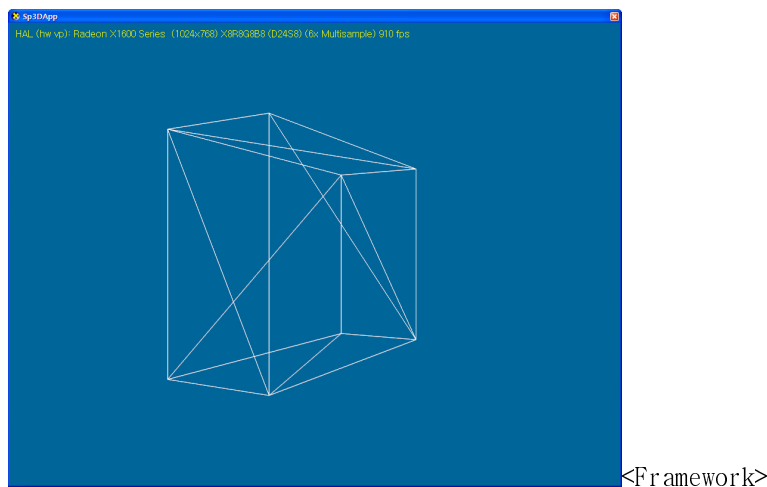 Sp3DApp
HAL (hw vp): Radeon X1600 Series (1024x768) X8R8G8B8 (D24S8) (6x Multisample) 910 fps
<Framework>